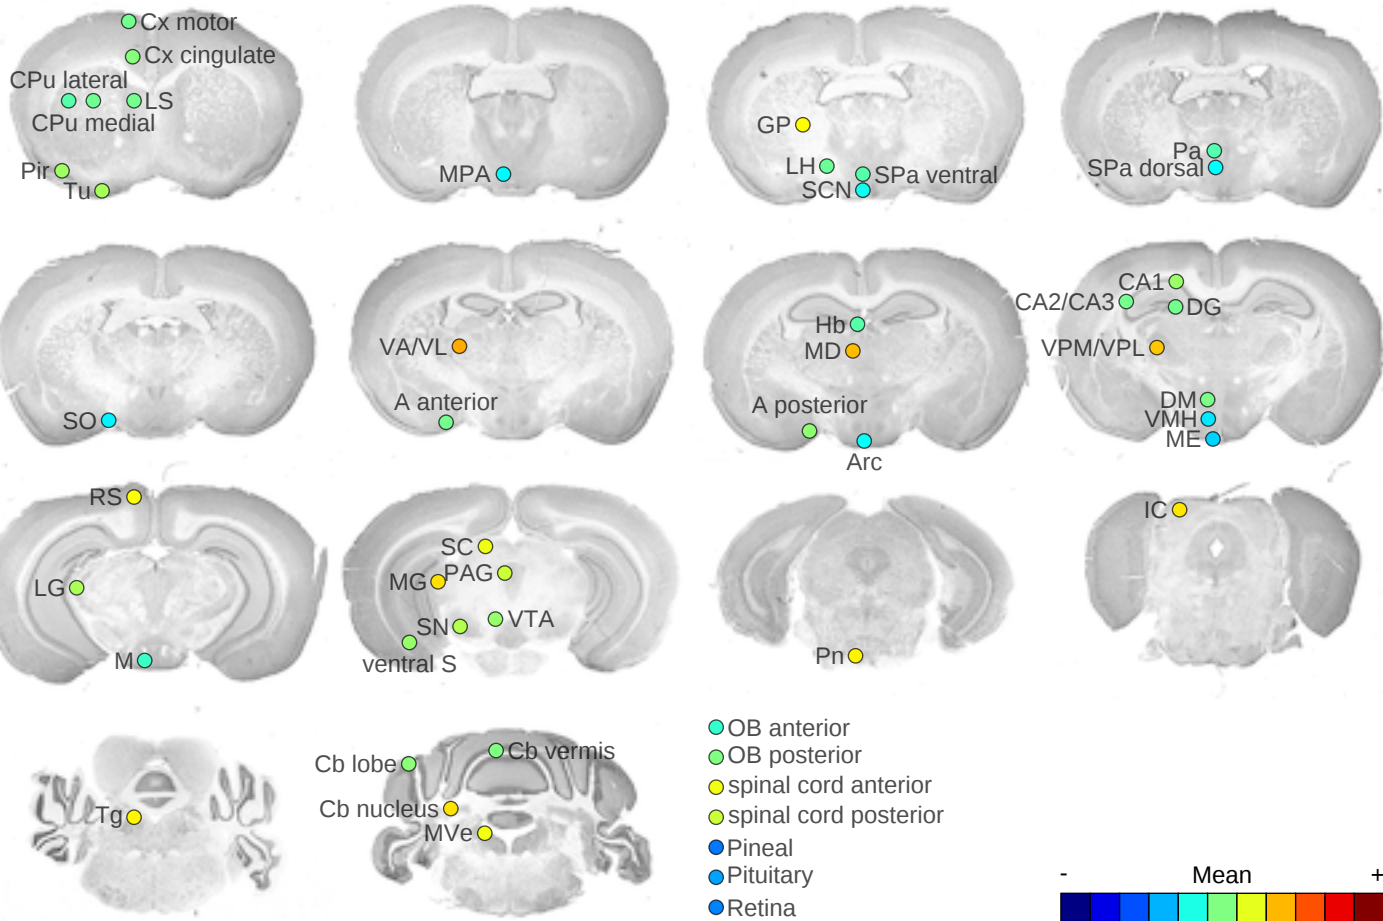 Cx motor
Cx cingulate
CPu lateral
LS
CPu medial
Pir
Tu
MPA
GP
LH
SPa ventral
SCN
Pa
SPa dorsal
SO
VA/VL
A anterior
Hb
MD
A posterior
Arc
CA1
CA2/CA3
DG
VPM/VPL
DM
VMH
ME
RS
LG
M
SC
MG
PAG
SN
VTA
ventral S
Pn
IC
Tg
Cb lobe
Cb vermis
Cb nucleus
MVe
OB anterior
OB posterior
spinal cord anterior
spinal cord posterior
Pineal
Pituitary
Retina
- Mean +